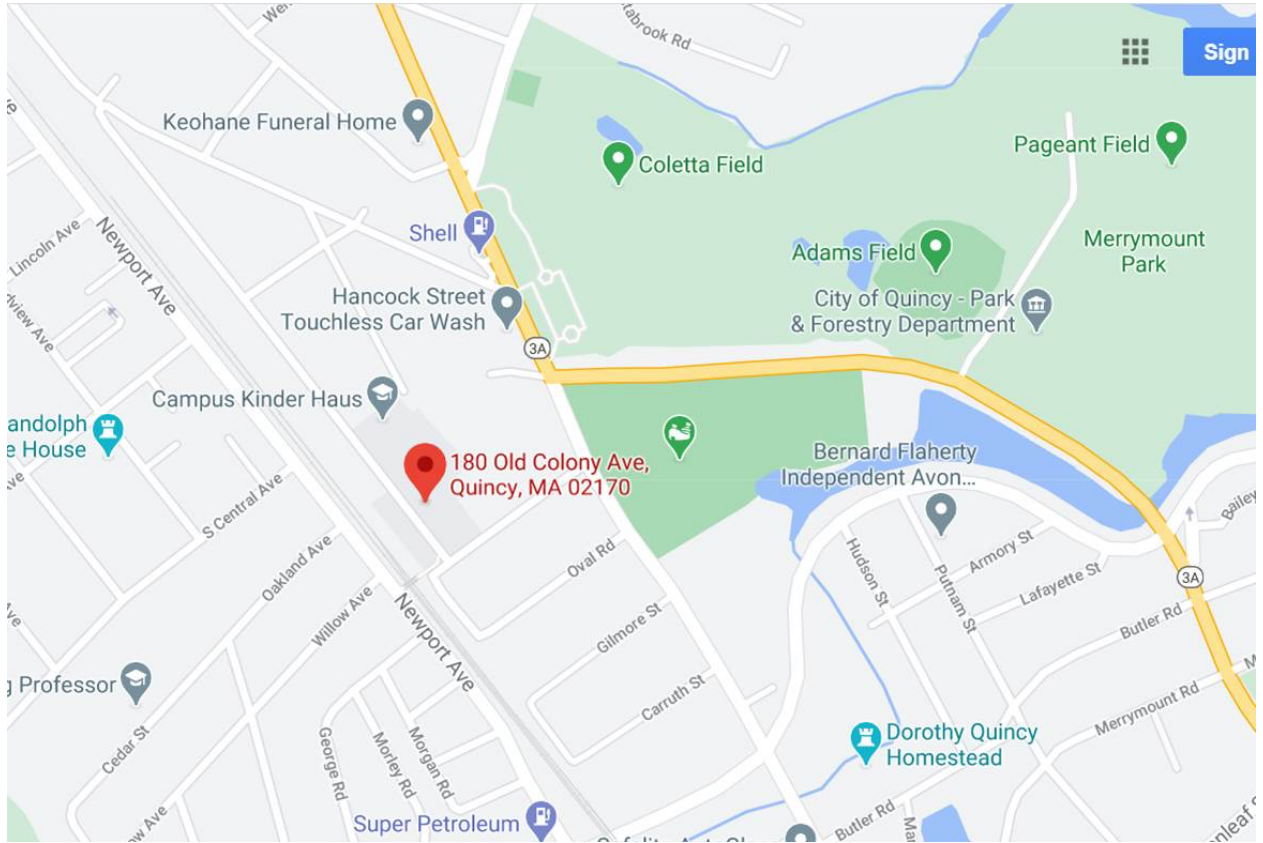 Keohane Funeral Home
Coletta Field
Pageant Field
Sign
Shell
Adams Field
Merrymount
Park
City of Quincy - Park
& Forestry Department
Lincoln Ave
Newport Ave
Hancock Street
Touchless Car Wash
3A
Campus Kinder Haus
180 Old Colony Ave,
Quincy, MA 02170
Bernard Flaherty
Independent Avon...
S Central Ave
Oakland Ave
Willow Ave
Newport Ave
Oval Rd
Gilmore St
Carruth St
Hudson St
Putnam St
Armory St
Lafayette St
Bailey
3A
Butler Rd
Merrymount Rd
Professor
Cedar St
George Rd
Morley Rd
Morgan Rd
Dorothy Quincy
Homestead
Super Petroleum
Butler Rd